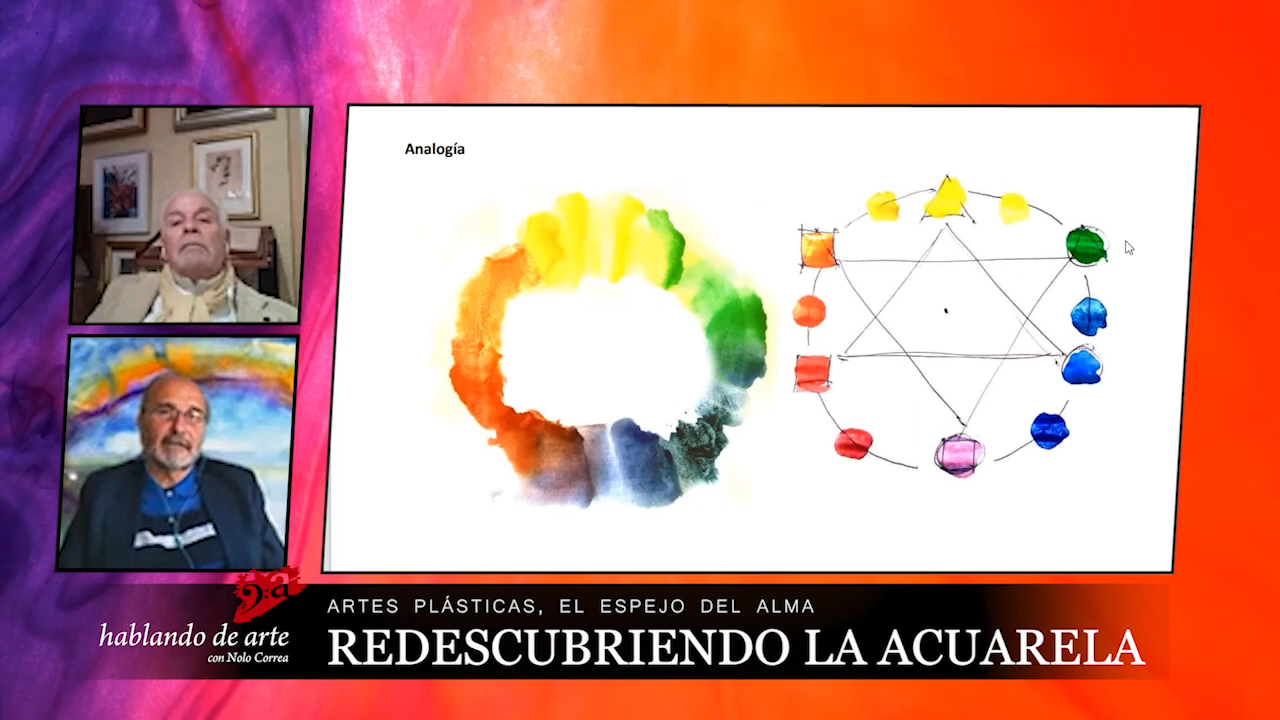 Analogía
ARTES PLÁSTICAS, EL ESPEJO DEL ALMA
REDESCUBRIENDO LA ACUARELA
a:a
hablando de arte
con Nolo Correa